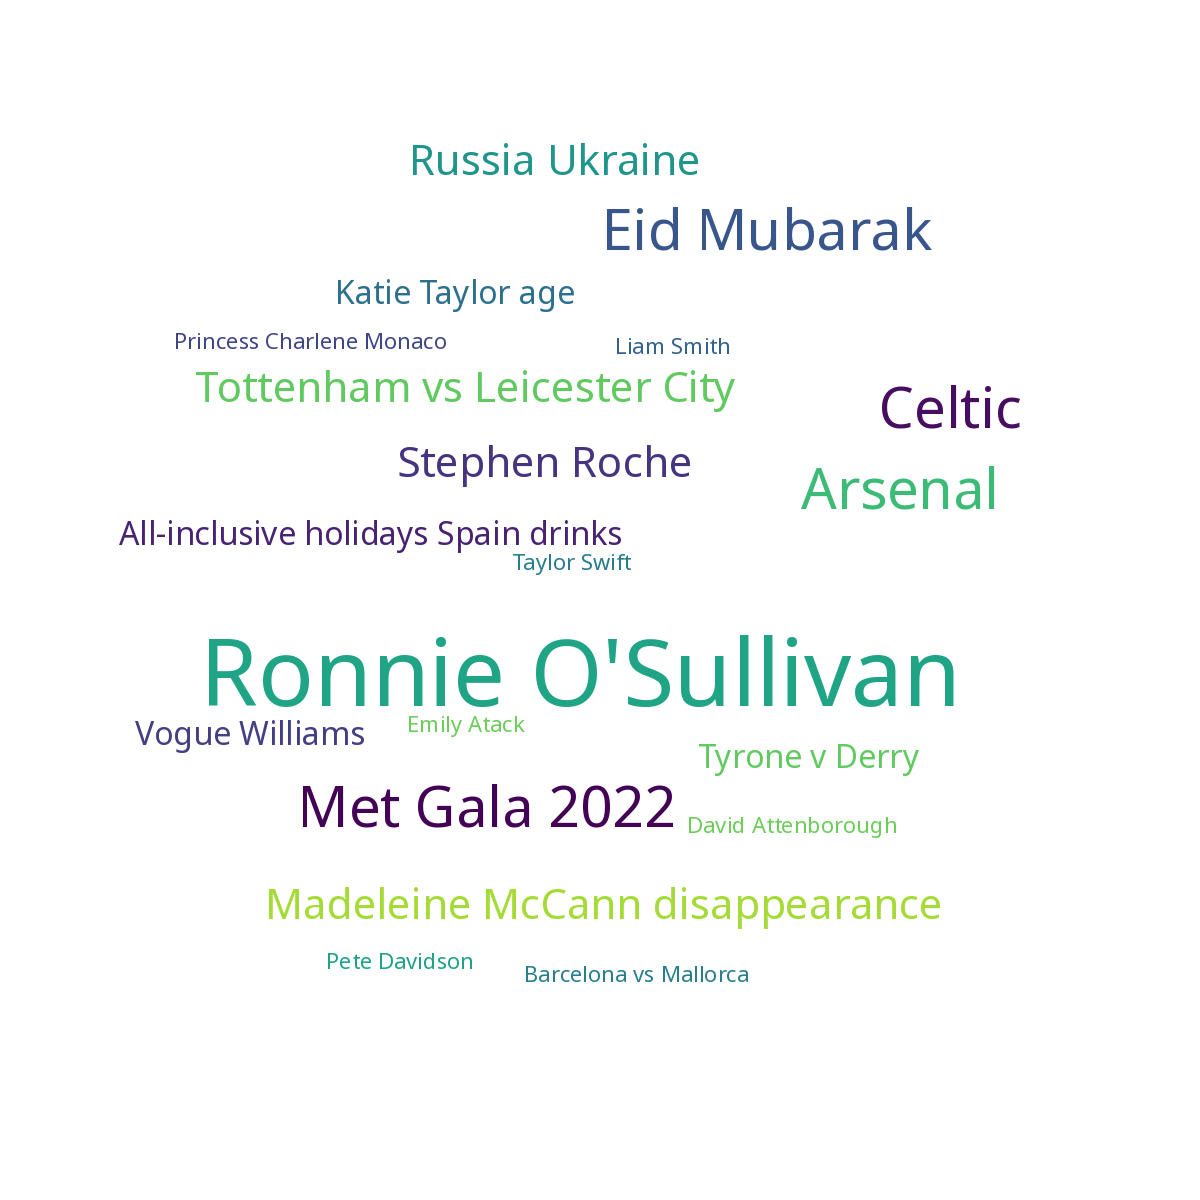 Russia Ukraine
Eid Mubarak
Katie Taylor age
Princess Charlene Monaco
Liam Smith
Tottenham vs Leicester City
Celtic
Stephen Roche
Arsenal
All-inclusive holidays Spain drinks
Taylor Swift
Ronnie O'Sullivan
Emily Atack
Vogue Williams
Tyrone v Derry
Met Gala 2022
David Attenborough
Madeleine McCann disappearance
Pete Davidson
Barcelona vs Mallorca